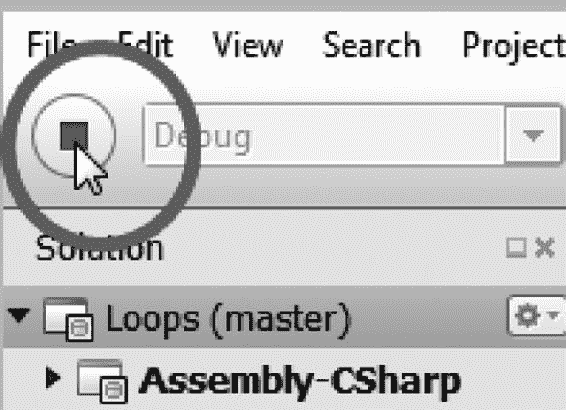 File Edit View Search Project
Debug
Solution
Loops (master)
Assembly-CSharp